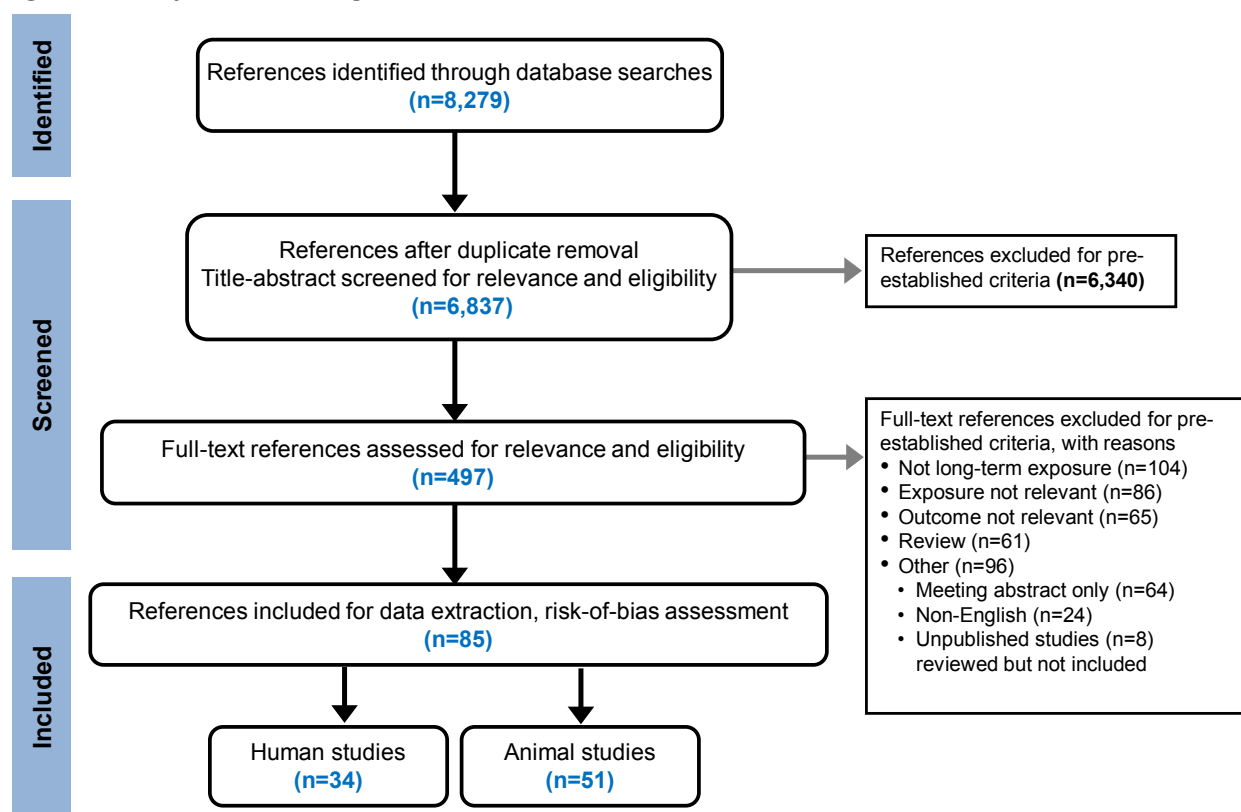 Identified
References identified through database searches
(n=8,279)
Screened
References after duplicate removal
Title-abstract screened for relevance and eligibility
(n=6,837)
References excluded for pre-
established criteria (n=6,340)
Full-text references assessed for relevance and eligibility
(n=497)
Full-text references excluded for pre-
established criteria, with reasons
• Not long-term exposure (n=104)
• Exposure not relevant (n=86)
• Outcome not relevant (n=65)
• Review (n=61)
• Other (n=96)
• Meeting abstract only (n=64)
• Non-English (n=24)
• Unpublished studies (n=8)
reviewed but not included
Included
References included for data extraction, risk-of-bias assessment
(n=85)
Human studies
(n=34)
Animal studies
(n=51)